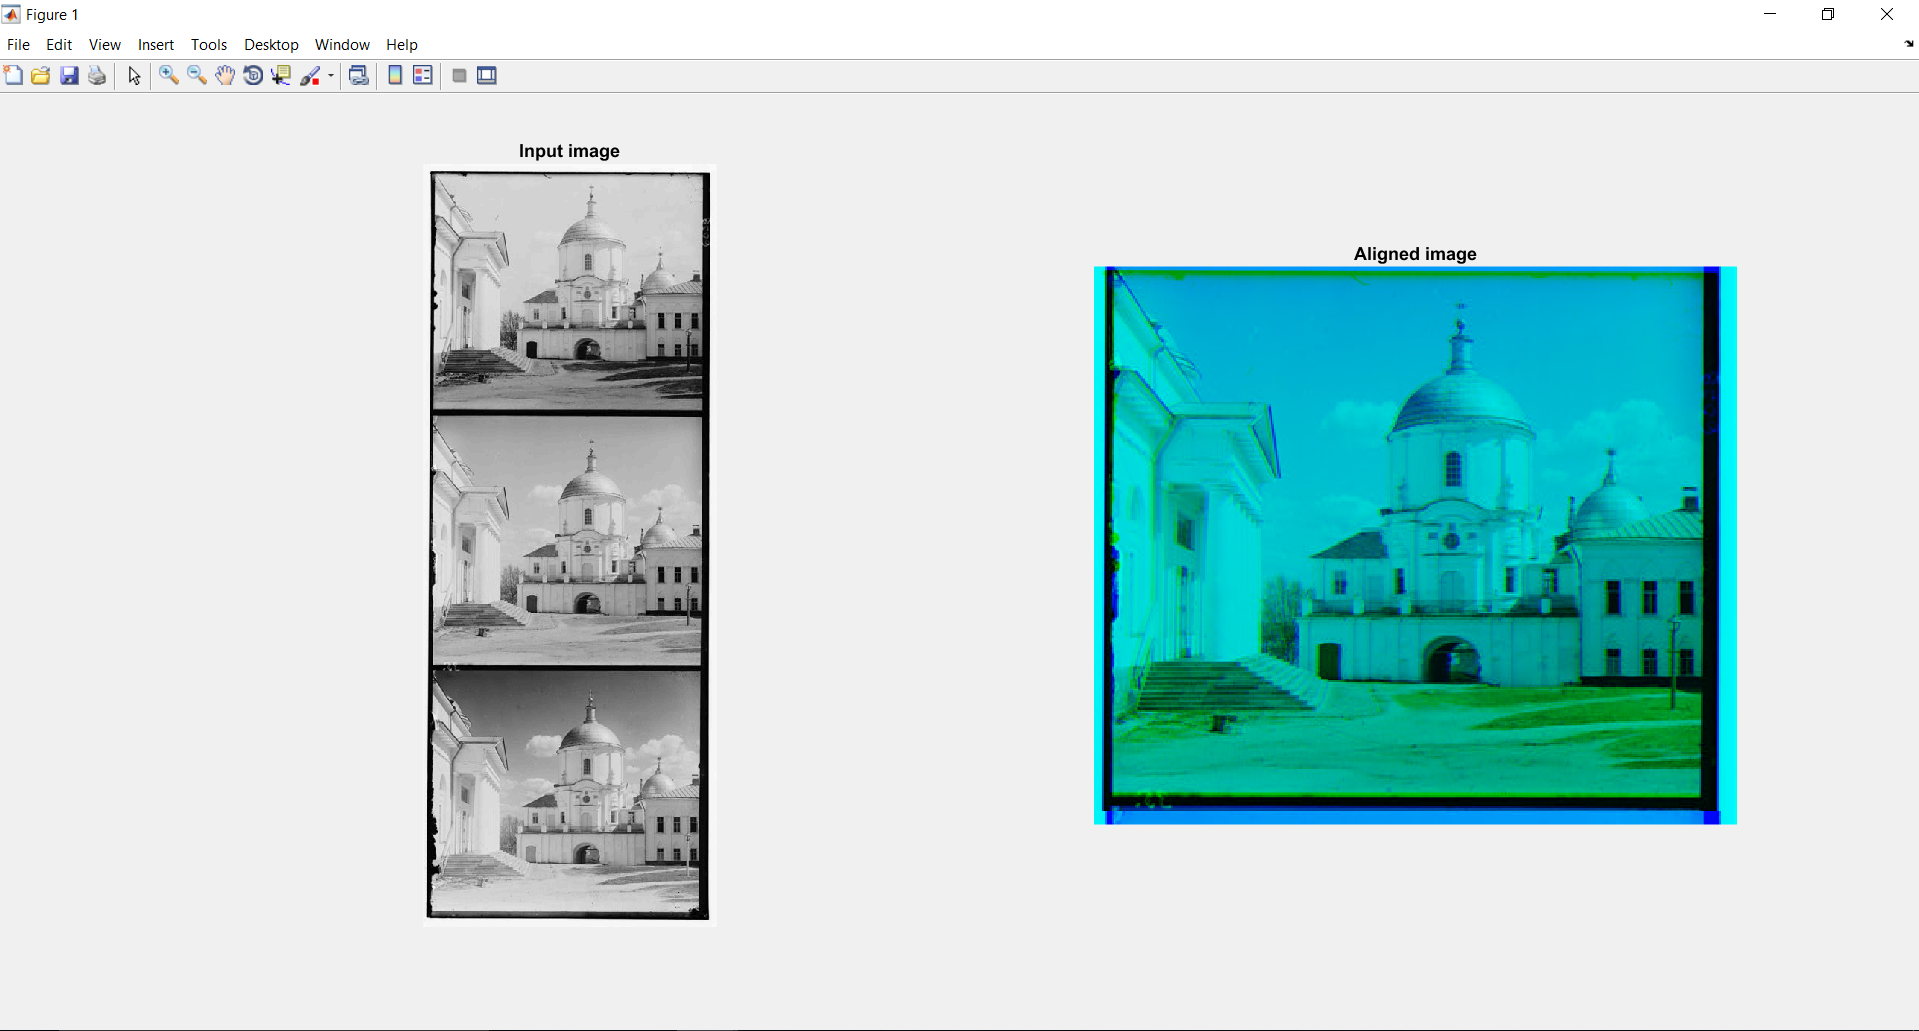 Figure 1
File Edit View Insert Tools Desktop Window Help
Input image
Aligned image